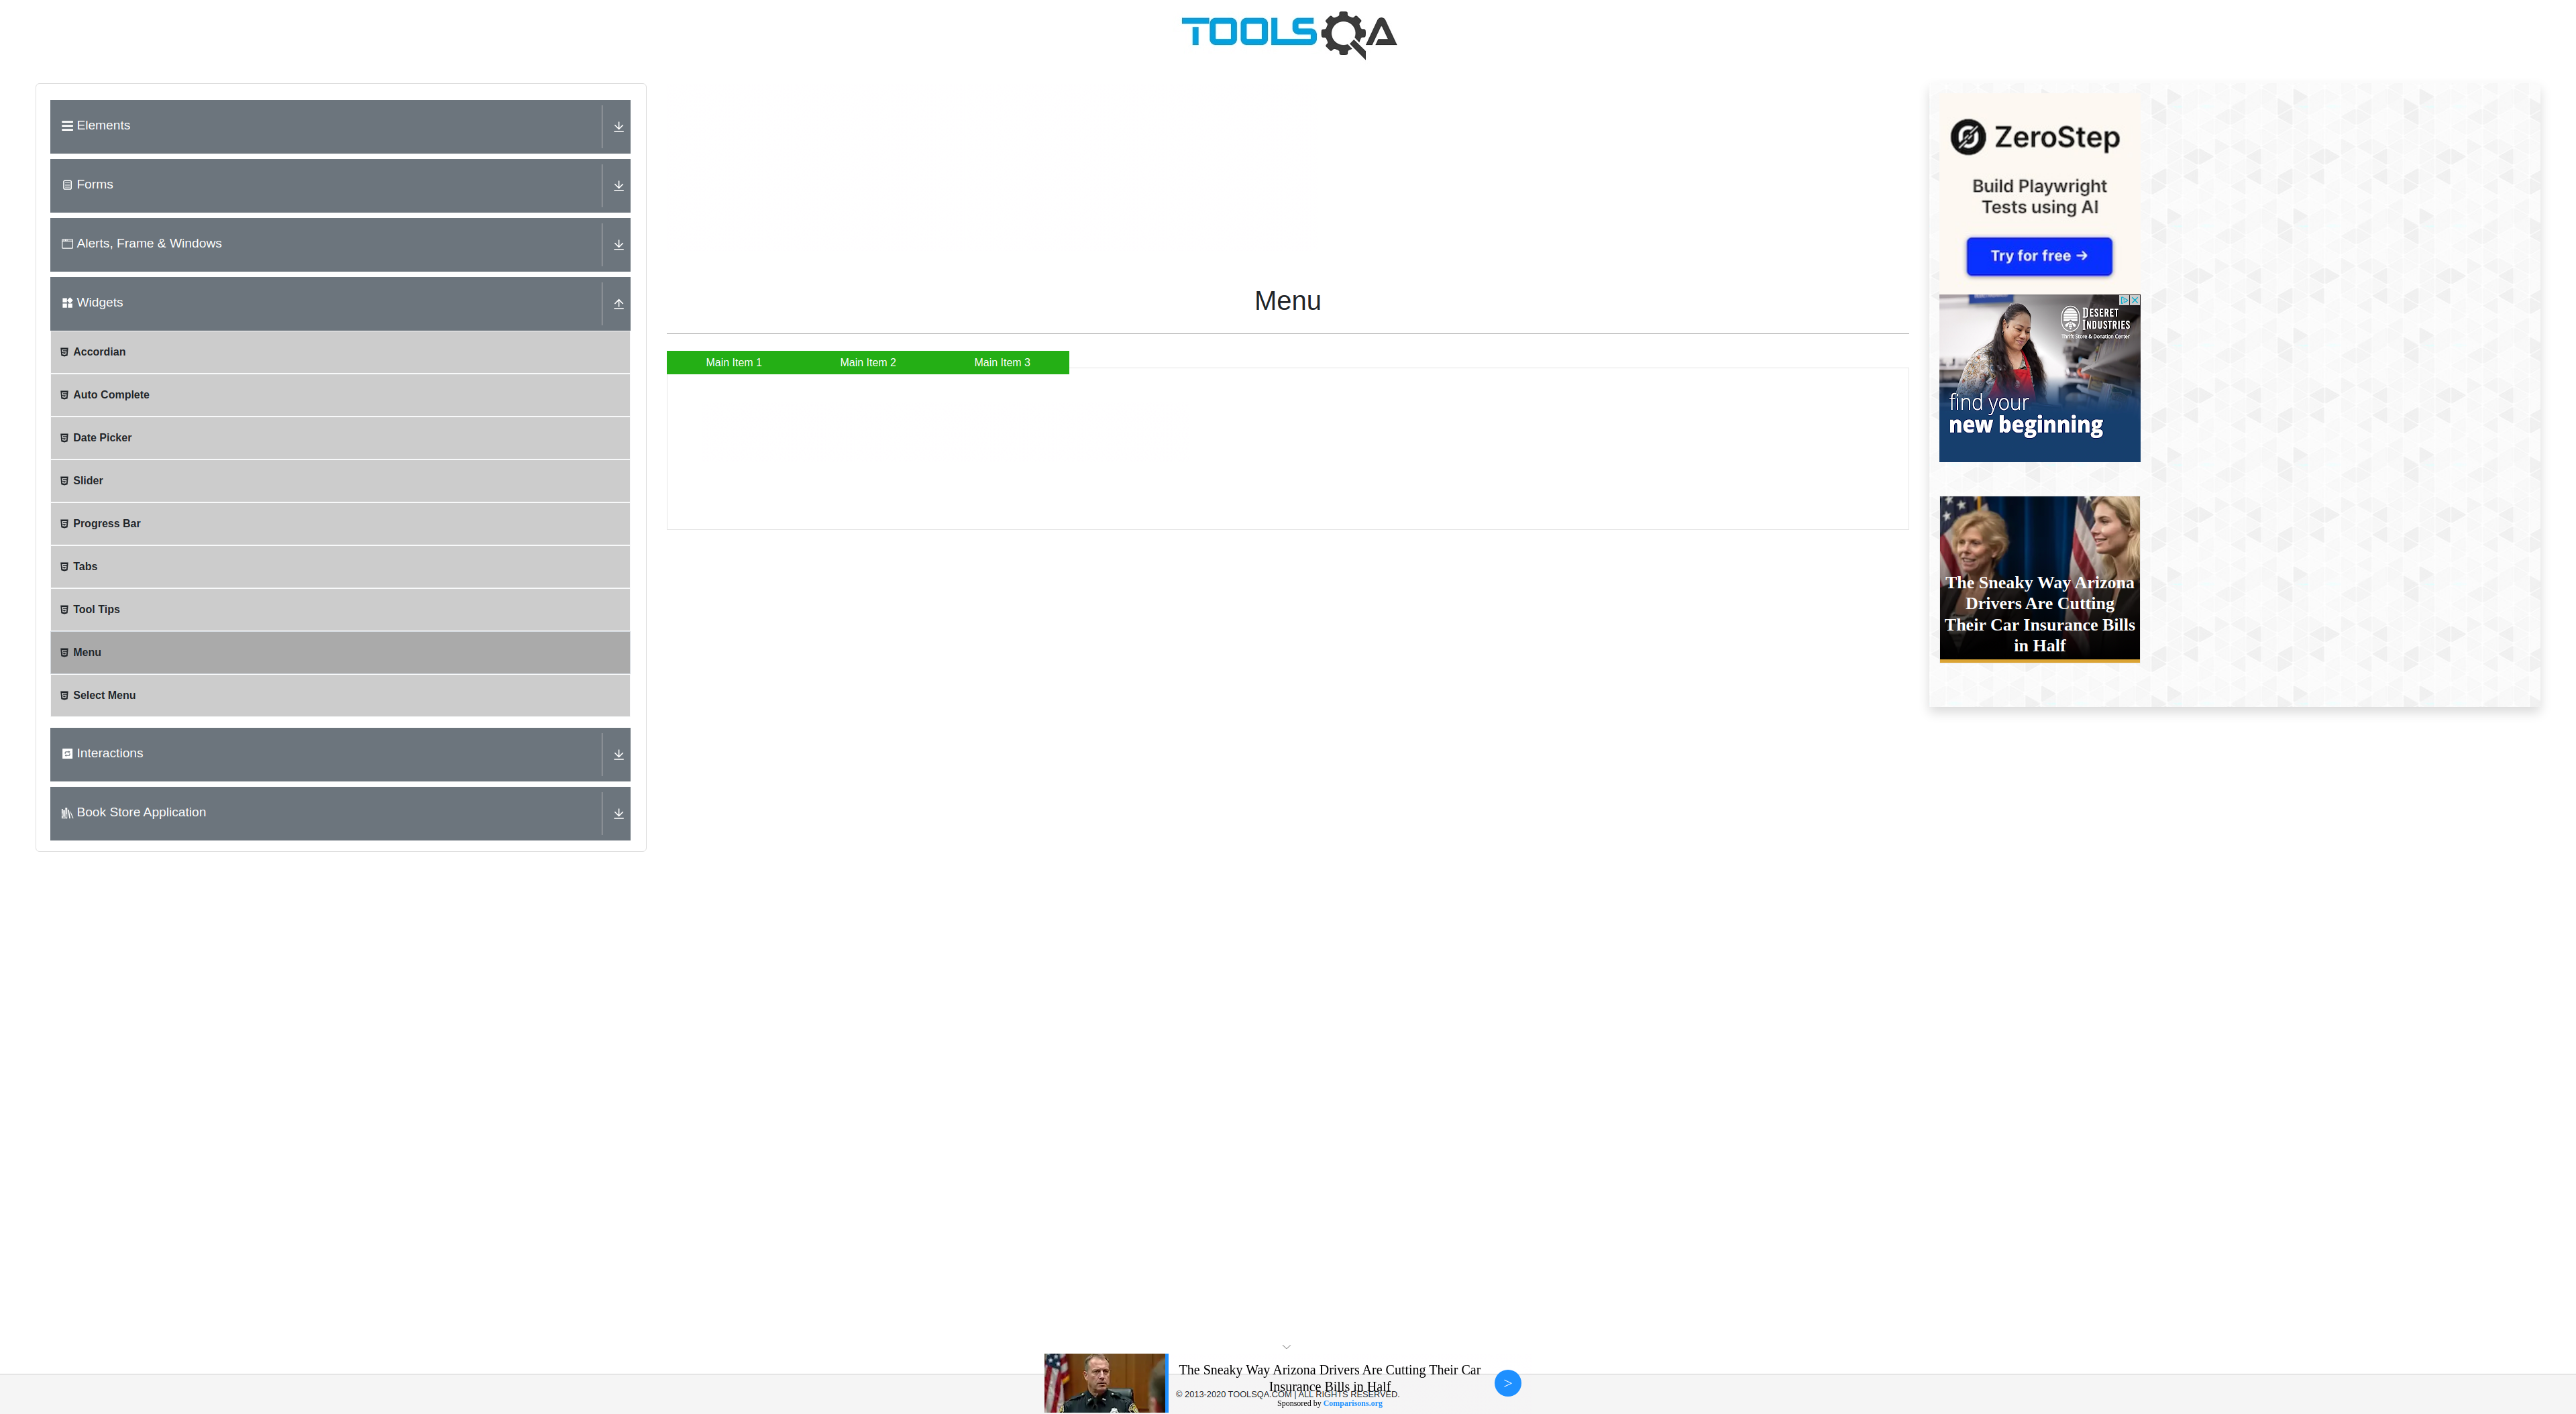 TOOLSQA
Elements
Forms
Alerts, Frame & Windows
Widgets
Accordian
Auto Complete
Date Picker
Slider
Progress Bar
Tabs
Tool Tips
Menu
Select Menu
Interactions
Book Store Application
Menu
Main Item 1
Main Item 2
Main Item 3
ZeroStep
Build Playwright
Tests using AI
Try for free →
DESERET
INDUSTRIES
Thrift Store & Donation Center
find your
new beginning
The Sneaky Way Arizona
Drivers Are Cutting
Their Car Insurance Bills
in Half
The Sneaky Way Arizona Drivers Are Cutting Their Car
Insurance Bills in Half
© 2013-2020 TOOLSQA.COM | ALL RIGHTS RESERVED.
Sponsored by Comparisons.org
>